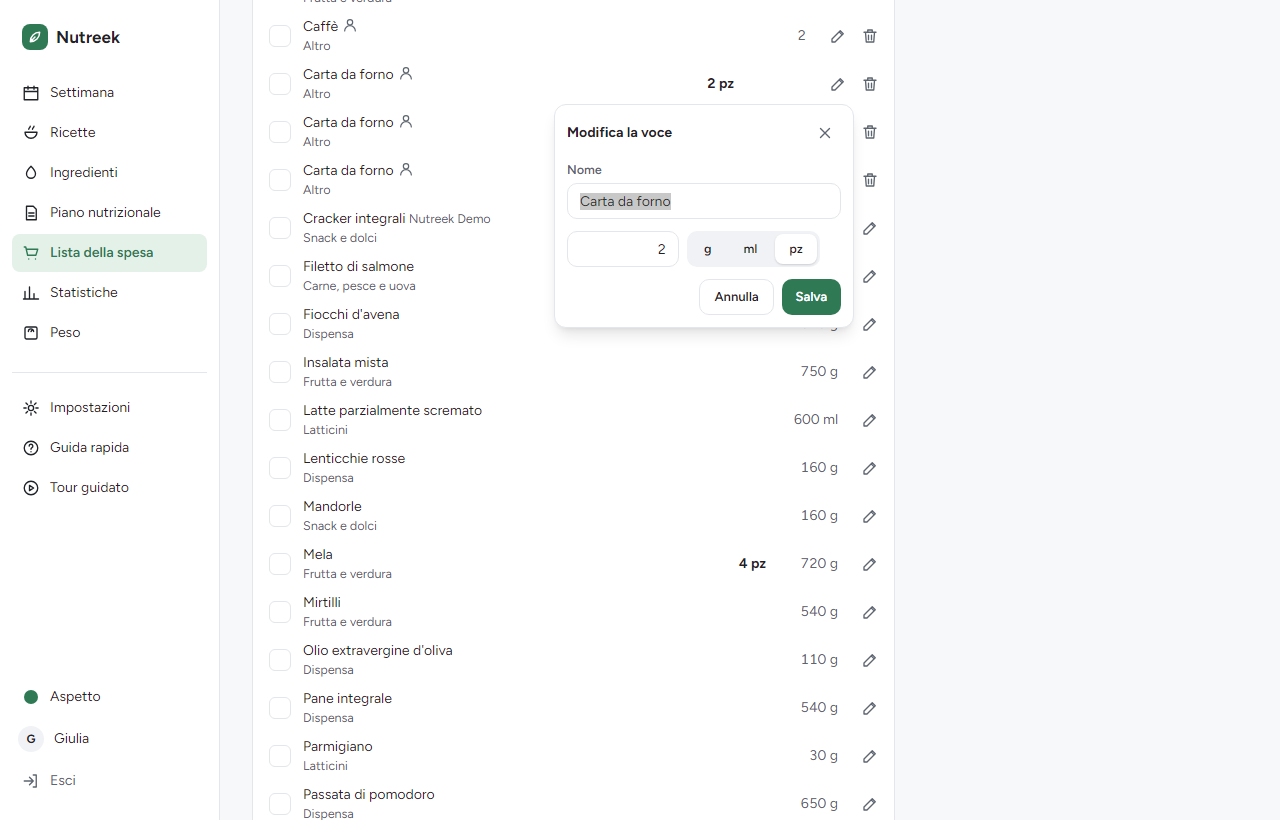 Nutreek
Settimana
Ricette
Ingredienti
Piano nutrizionale
Lista della spesa
Statistiche
Peso
Impostazioni
Guida rapida
Tour guidato
Aspetto
G Giulia
Esci
Caffè
Altro
2
Carta da forno
Altro
2 pz
Carta da forno
Altro
Carta da forno
Altro
Cracker integrali Nutreek Demo
Snack e dolci
Filetto di salmone
Carne, pesce e uova
Fiocchi d'avena
Dispensa
Insalata mista
Frutta e verdura
750 g
Latte parzialmente scremato
Latticini
600 ml
Lenticchie rosse
Dispensa
160 g
Mandorle
Snack e dolci
160 g
Mela
Frutta e verdura
4 pz 720 g
Mirtilli
Frutta e verdura
540 g
Olio extravergine d'oliva
Dispensa
110 g
Pane integrale
Dispensa
540 g
Parmigiano
Latticini
30 g
Passata di pomodoro
Dispensa
650 g
Modifica la voce
Nome
Carta da forno
2 g ml pz
Annulla Salva